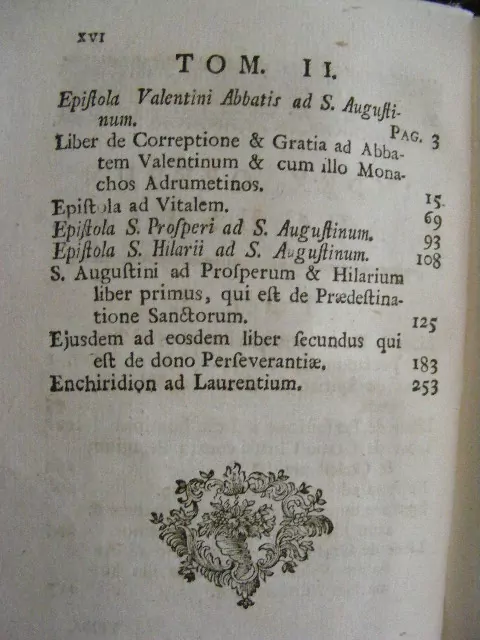 XVI
TOM. II.
Epiſtola Valentini Abbatis ad S. Auguſti-
num. PAG. 3
Liber de Correptione & Gratia ad Abba-
tem Valentinum & cum illo Mona-
chos Adrumetinos. 15.
Epiſtola ad Vitalem. 69
Epiſtola S. Proſperi ad S. Auguſtinum. 93
Epiſtola S. Hilarii ad S. Auguſtinum. 108
S. Auguſtini ad Proſperum & Hilarium
liber primus, qui eſt de Prædeſtina-
tione Sanctorum. 125
Ejuſdem ad eoſdem liber ſecundus qui
eſt de dono Perſeverantiæ. 183
Enchiridion ad Laurentium. 253